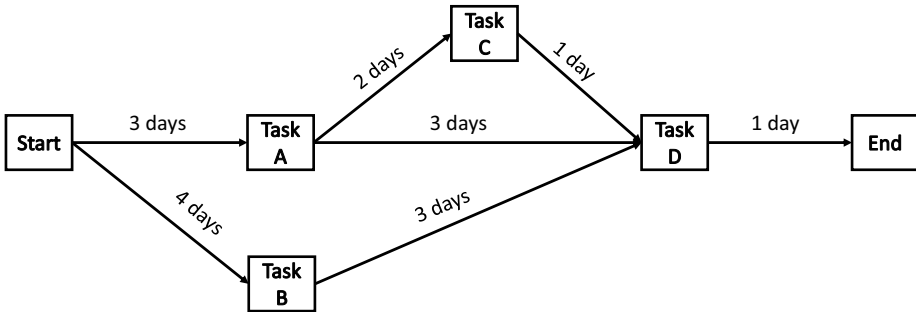 Task
C
2 days
1 day
Start
3 days
Task
A
3 days
Task
D
1 day
End
4 days
3 days
Task
B